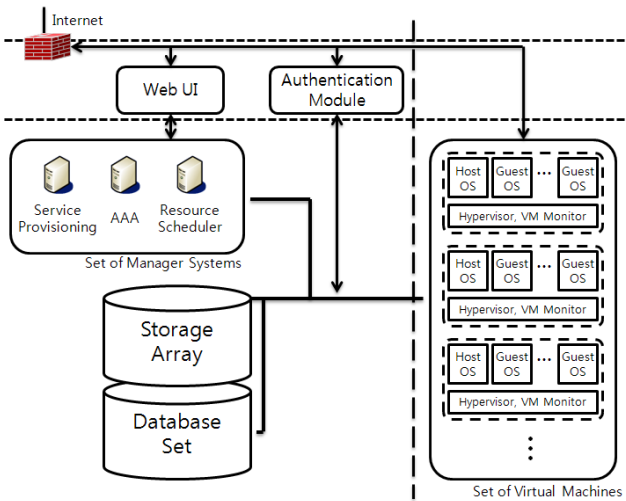 Internet
Web UI
Authentication
Module
Service
Provisioning
AAA
Resource
Scheduler
Set of Manager Systems
Storage
Array
Database
Set
Host
OS
Guest
OS
...
Guest
OS
Hypervisor, VM Monitor
Host
OS
Guest
OS
...
Guest
OS
Hypervisor, VM Monitor
Host
OS
Guest
OS
...
Guest
OS
Hypervisor, VM Monitor
Set of Virtual Machines